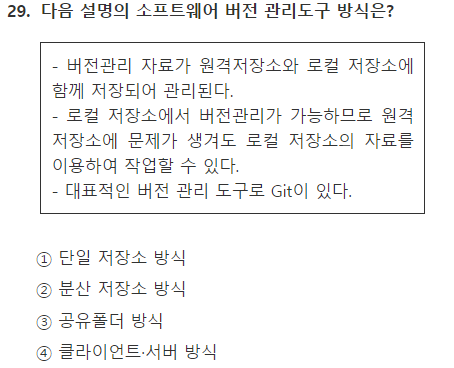 29. 다음 설명의 소프트웨어 버전 관리도구 방식은?
- 버전관리 자료가 원격저장소와 로컬 저장소에
함께 저장되어 관리된다.
- 로컬 저장소에서 버전관리가 가능하므로 원격
저장소에 문제가 생겨도 로컬 저장소의 자료를
이용하여 작업할 수 있다.
- 대표적인 버전 관리 도구로 Git이 있다.
① 단일 저장소 방식
② 분산 저장소 방식
③ 공유폴더 방식
④ 클라이언트·서버 방식